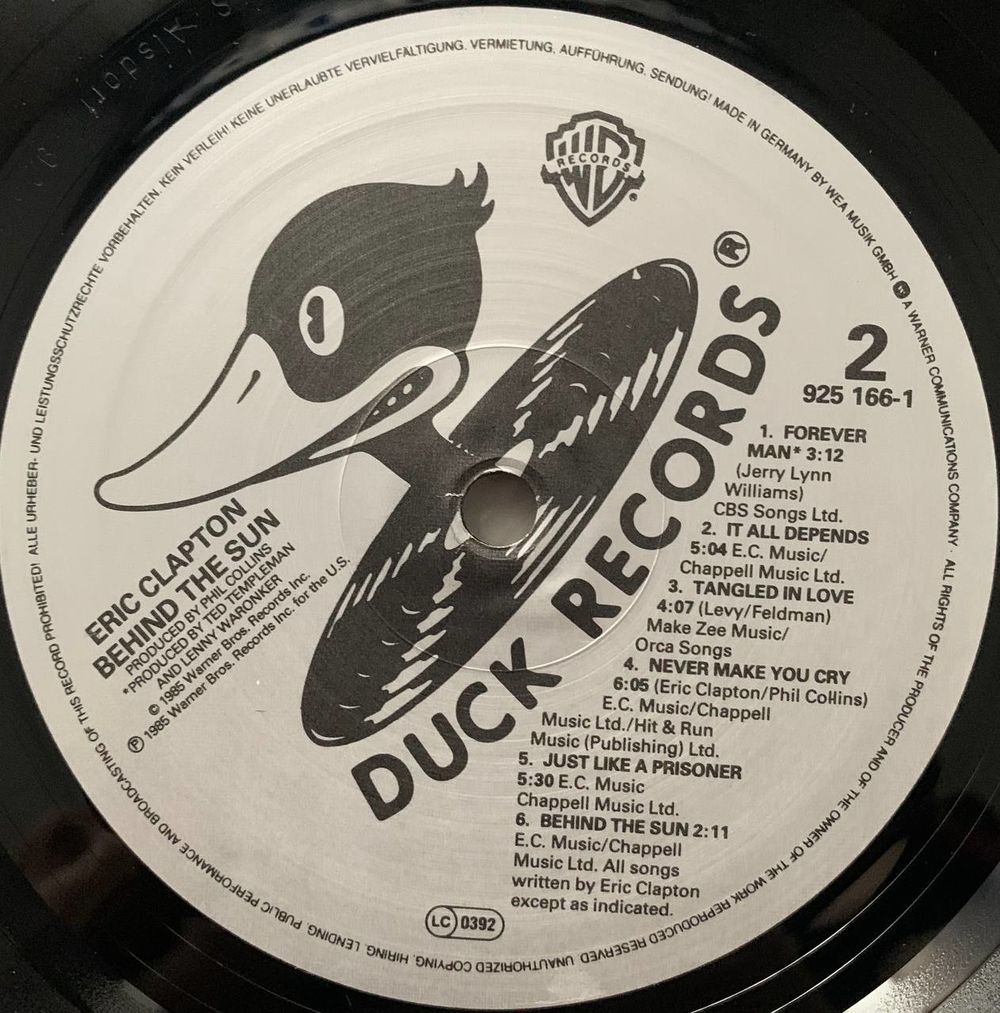 KEINE UNERLAUBTE VERVIELFÄLTIGUNG. VERMIETUNG. AUFFÜHRUNG. SENDUNG! MADE IN GERMANY BY WEA MUSIK GMBH A WARNER COMMUNICATIONS COMPANY · ALL RIGHTS OF THE PRODUCER AND OF THE OWNER OF THE WORK REPRODUCED RESERVED. UNAUTHORIZED COPYING. HIRING. LENDING. PUBLIC PERFORMANCE AND BROADCASTING OF THIS RECORD PROHIBITED! ALLE URHEBER- UND LEISTUNGSSCHUTZRECHTE VORBEHALTEN. KEIN VERLEIH!
RECORDS
®
DUCK RECORDS®
2
925 166-1
1. FOREVER
MAN* 3:12
(Jerry Lynn
Williams)
CBS Songs Ltd.
2. IT ALL DEPENDS
5:04 E.C. Music/
Chappell Music Ltd.
3. TANGLED IN LOVE
4:07 (Levy/Feldman)
Make Zee Music/
Orca Songs
4. NEVER MAKE YOU CRY
6:05 (Eric Clapton/Phil Collins)
E.C. Music/Chappell
Music Ltd./Hit & Run
Music (Publishing) Ltd.
5. JUST LIKE A PRISONER
5:30 E.C. Music
Chappell Music Ltd.
6. BEHIND THE SUN 2:11
E.C. Music/Chappell
Music Ltd. All songs
written by Eric Clapton
except as indicated.
ERIC CLAPTON
BEHIND THE SUN
PRODUCED BY PHIL COLLINS
*PRODUCED BY TED TEMPLEMAN
AND LENNY WARONKER
© 1985 Warner Bros. Records Inc.
℗ 1985 Warner Bros. Records Inc. for the U.S.
LC 0392